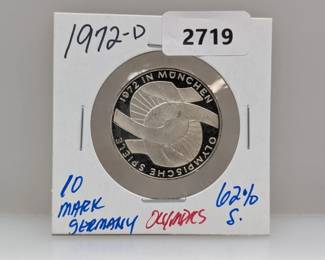 1972-D
2719
1972 IN MÜNCHEN
OLYMPISCHE SPIELE
10
MARK
GERMANY
OLYMPICS
62%
S.